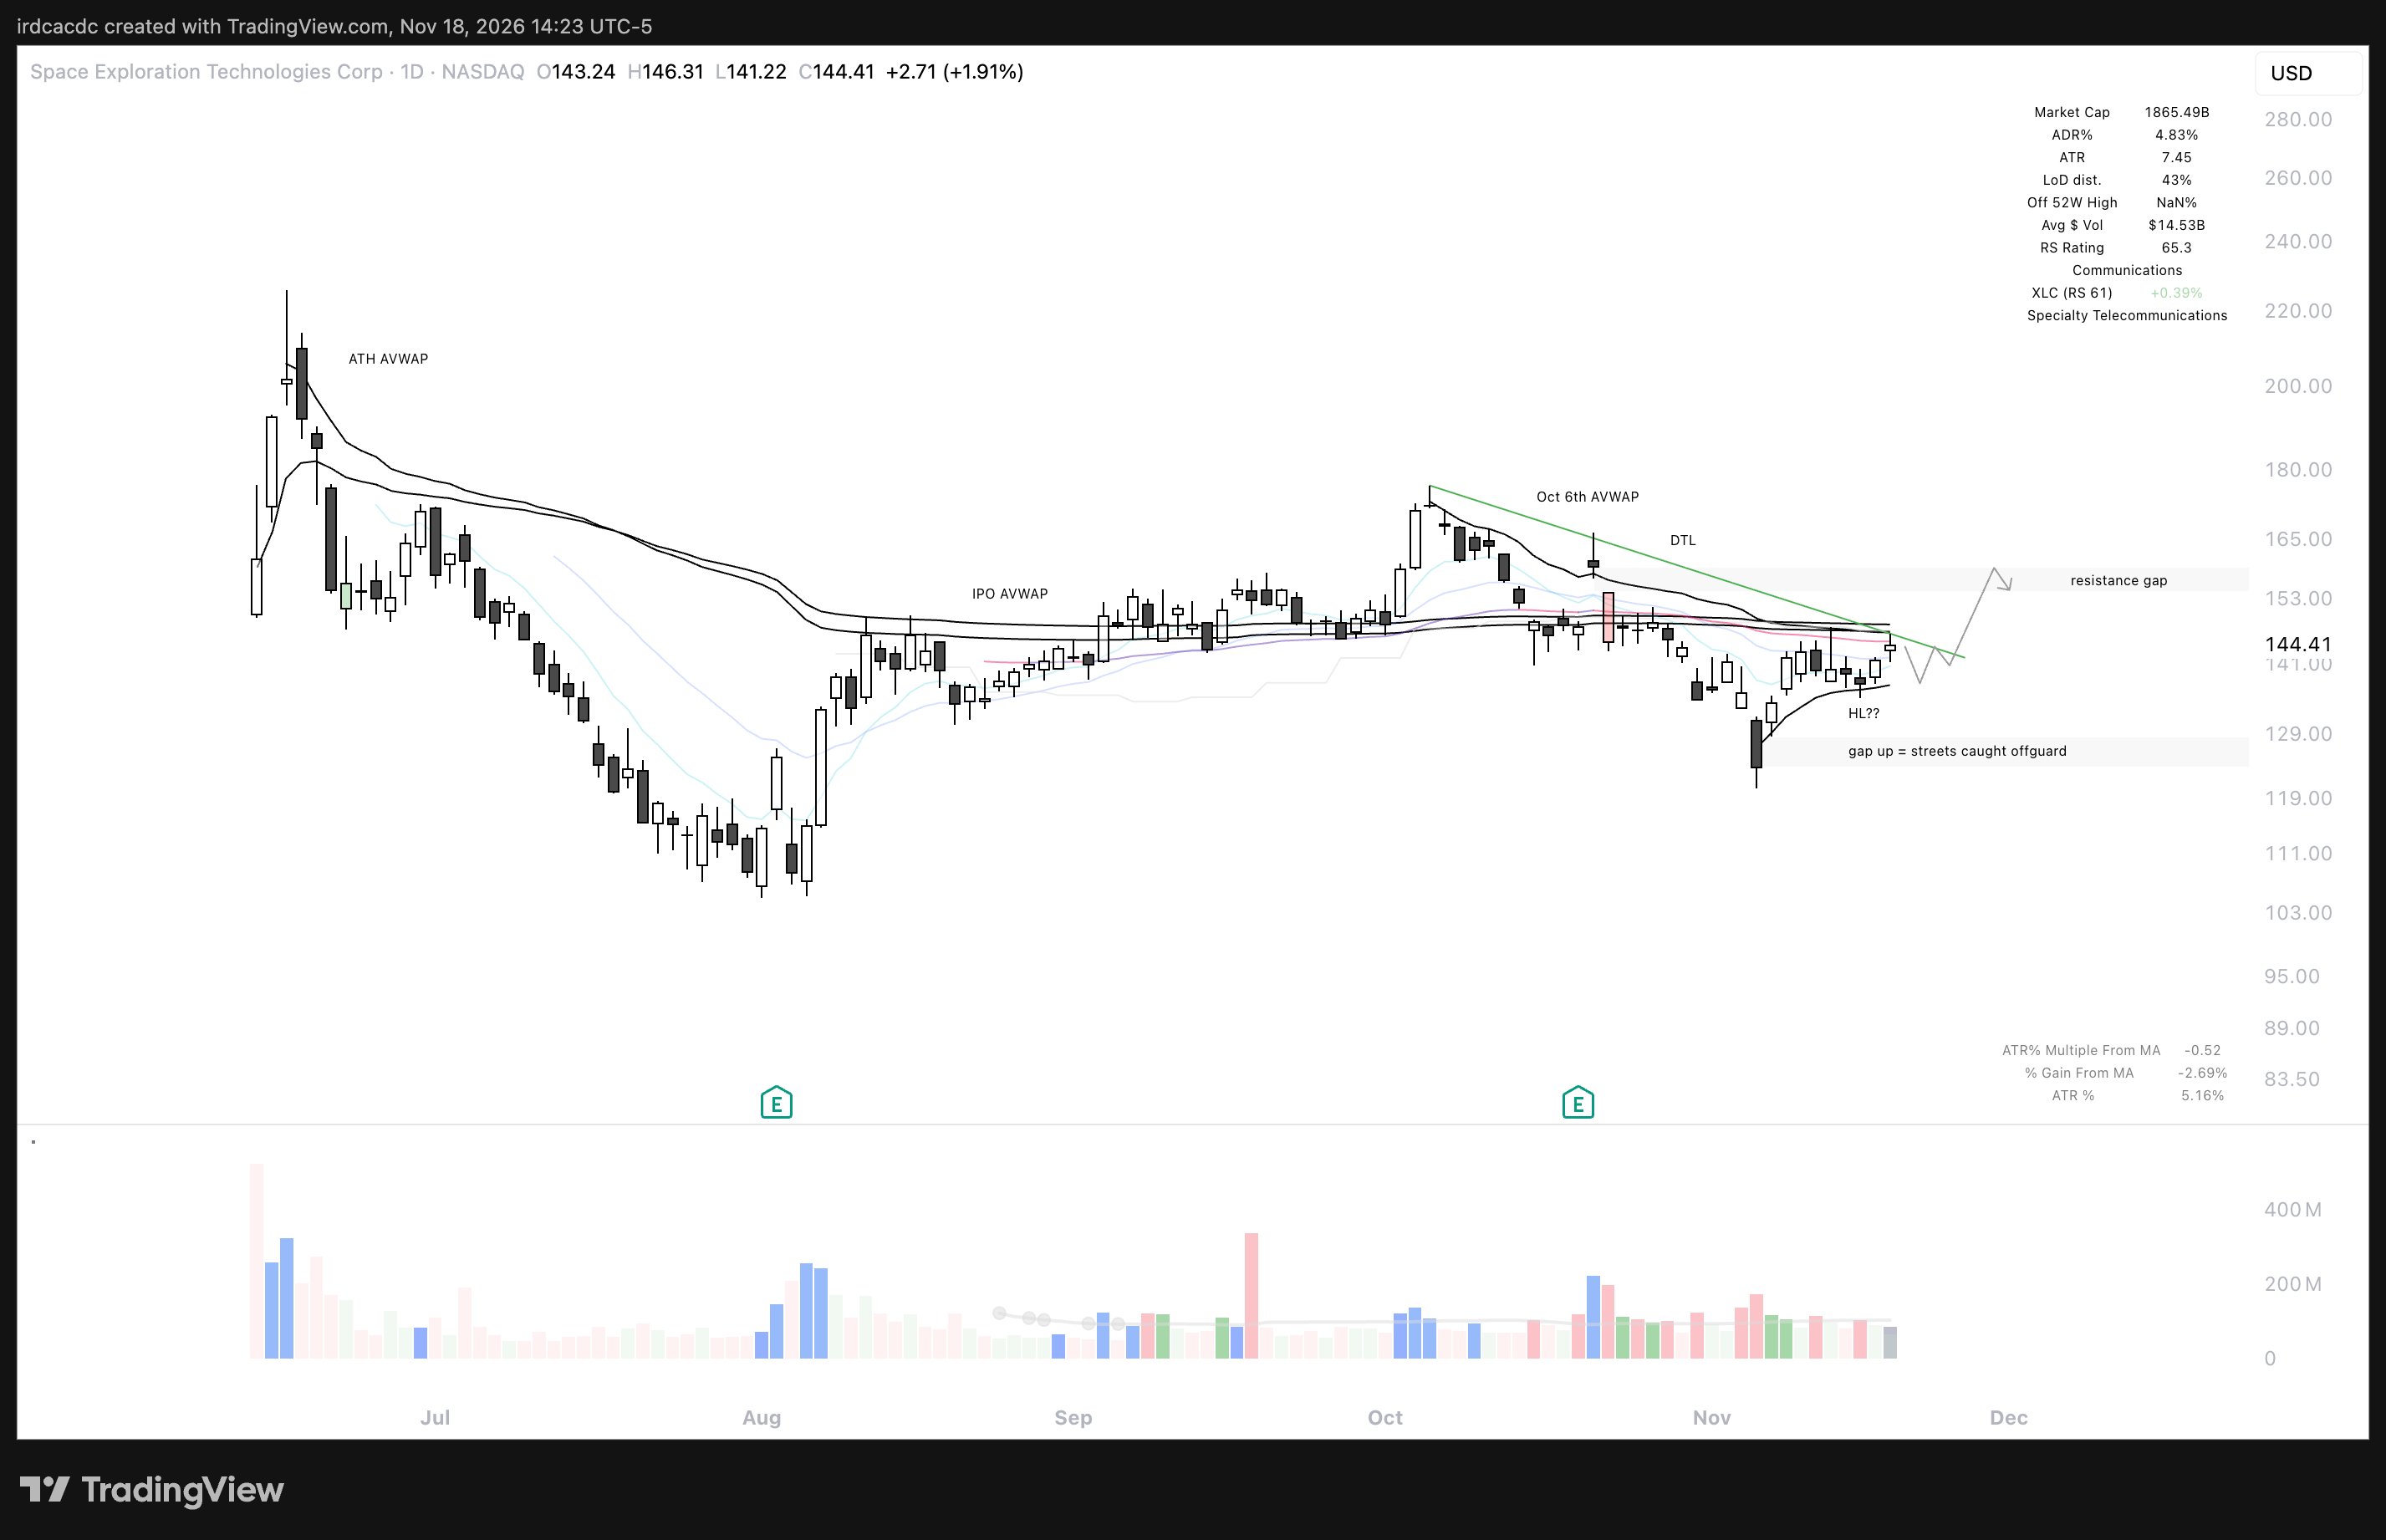 irdcacdc created with TradingView.com, Nov 18, 2026 14:23 UTC-5
Space Exploration Technologies Corp · 1D · NASDAQ O143.24 H146.31 L141.22 C144.41 +2.71 (+1.91%)
USD
Market Cap 1865.49B
ADR% 4.83%
ATR 7.45
LoD dist. 43%
Off 52W High NaN%
Avg $ Vol $14.53B
RS Rating 65.3
Communications
XLC (RS 61) +0.39%
Specialty Telecommunications
280.00
260.00
240.00
220.00
200.00
180.00
165.00
153.00
144.41
141.00
129.00
119.00
111.00
103.00
95.00
89.00
83.50
ATH AVWAP
IPO AVWAP
Oct 6th AVWAP
DTL
resistance gap
HL??
gap up = streets caught offguard
ATR% Multiple From MA -0.52
% Gain From MA -2.69%
ATR % 5.16%
E
E
400 M
200 M
0
Jul
Aug
Sep
Oct
Nov
Dec
TradingView